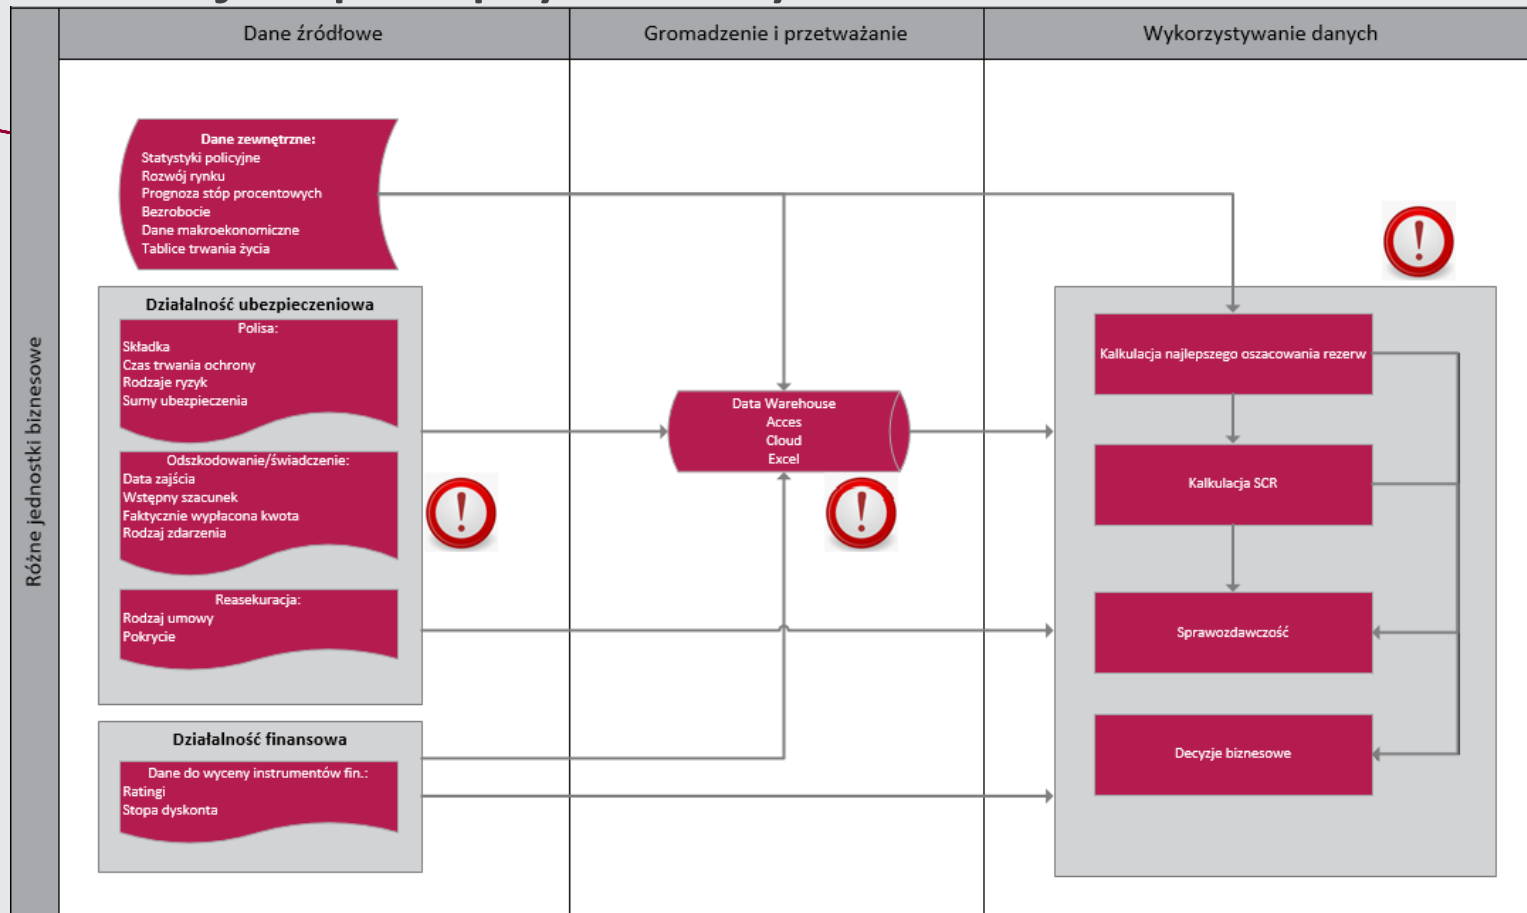 Dane źródłowe
Gromadzenie i przetważanie
Wykorzystywanie danych
Różne jednostki biznesowe
Dane zewnętrzne:
Statystyki policyjne
Rozwój rynku
Prognoza stóp procentowych
Bezrobocie
Dane makroekonomiczne
Tablice trwania życia
Działalność ubezpieczeniowa
Polisa:
Składka
Czas trwania ochrony
Rodzaje ryzyk
Sumy ubezpieczenia
Odszkodowanie/świadczenie:
Data zajścia
Wstępny szacunek
Faktycznie wypłacona kwota
Rodzaj zdarzenia
Reasekuracja:
Rodzaj umowy
Pokrycie
Działalność finansowa
Dane do wyceny instrumentów fin.:
Ratingi
Stopa dyskonta
Data Warehouse
Acces
Cloud
Excel
Kalkulacja najlepszego oszacowania rezerw
Kalkulacja SCR
Sprawozdawczość
Decyzje biznesowe